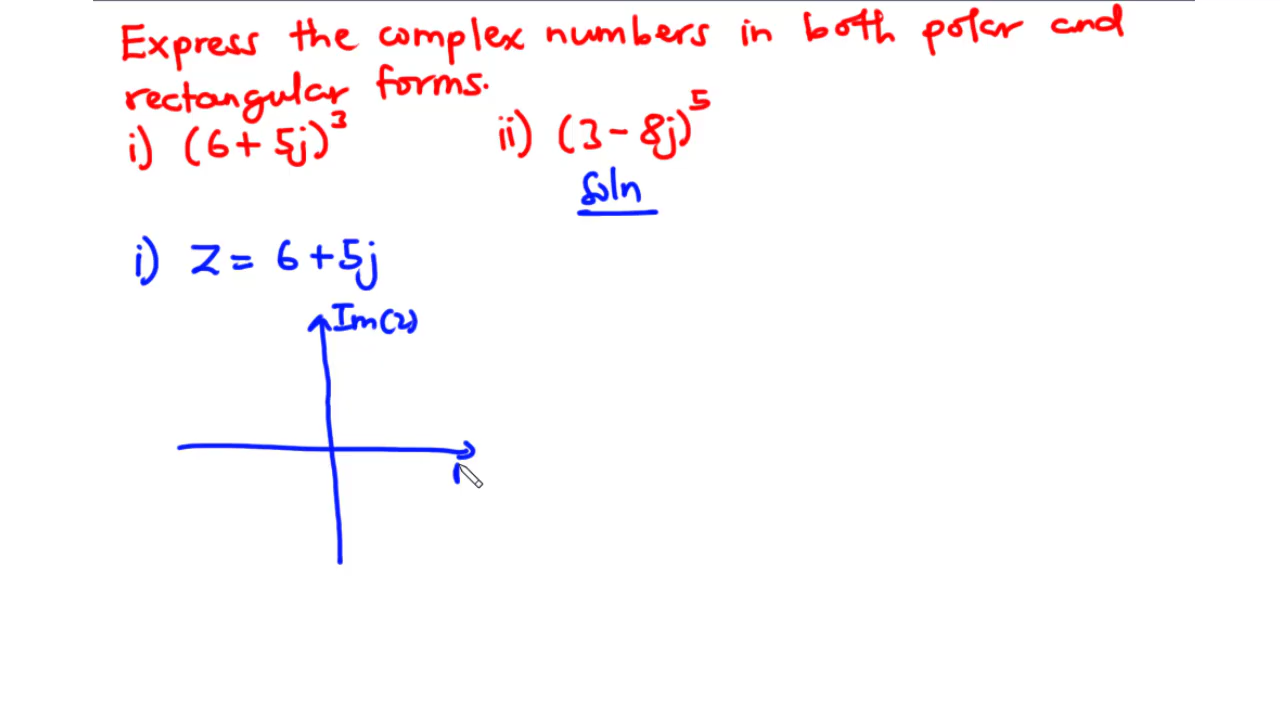 Express the complex numbers in both polar and
rectangular forms.
i) (6+5j)³ ii) (3-8j)⁵
Soln
i) Z = 6+5j
Im(z)